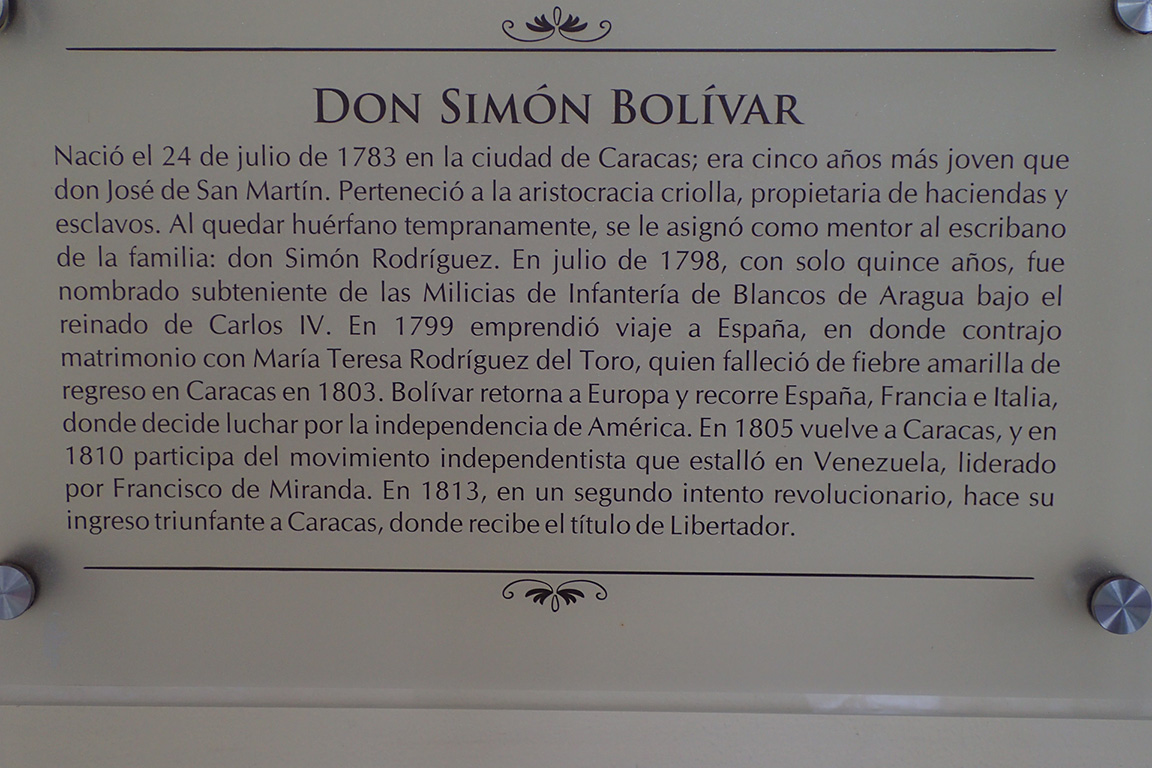 DON SIMÓN BOLÍVAR
Nació el 24 de julio de 1783 en la ciudad de Caracas; era cinco años más joven que
don José de San Martín. Perteneció a la aristocracia criolla, propietaria de haciendas y
esclavos. Al quedar huérfano tempranamente, se le asignó como mentor al escribano
de la familia: don Simón Rodríguez. En julio de 1798, con solo quince años, fue
nombrado subteniente de las Milicias de Infantería de Blancos de Aragua bajo el
reinado de Carlos IV. En 1799 emprendió viaje a España, en donde contrajo
matrimonio con María Teresa Rodríguez del Toro, quien falleció de fiebre amarilla de
regreso en Caracas en 1803. Bolívar retorna a Europa y recorre España, Francia e Italia,
donde decide luchar por la independencia de América. En 1805 vuelve a Caracas, y en
1810 participa del movimiento independentista que estalló en Venezuela, liderado
por Francisco de Miranda. En 1813, en un segundo intento revolucionario, hace su
ingreso triunfante a Caracas, donde recibe el título de Libertador.